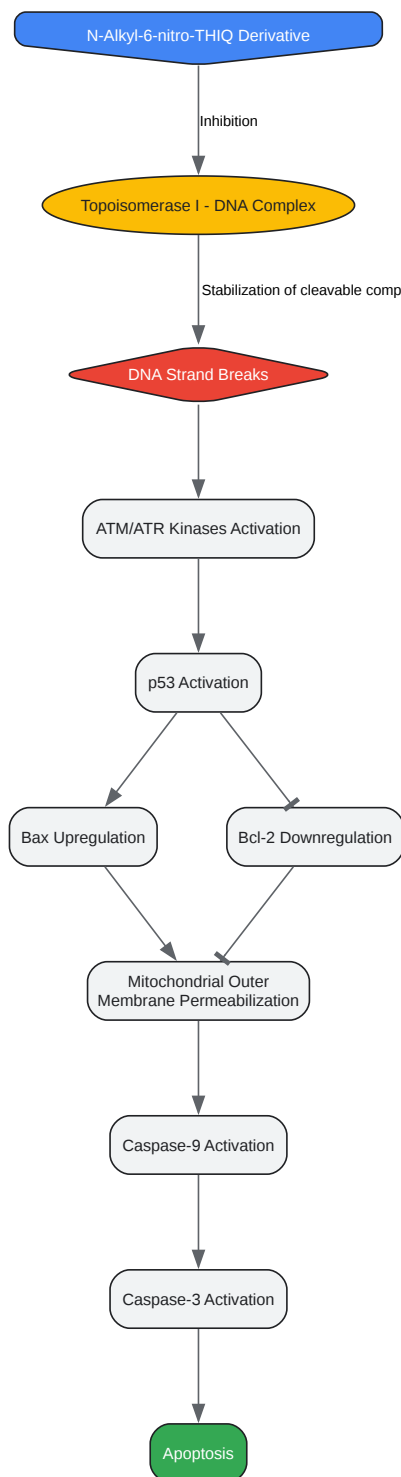 N-Alkyl-6-nitro-THIQ Derivative
Inhibition
Topoisomerase I - DNA Complex
Stabilization of cleavable comp
DNA Strand Breaks
ATM/ATR Kinases Activation
p53 Activation
Bax Upregulation
Bcl-2 Downregulation
Mitochondrial Outer
Membrane Permeabilization
Caspase-9 Activation
Caspase-3 Activation
Apoptosis